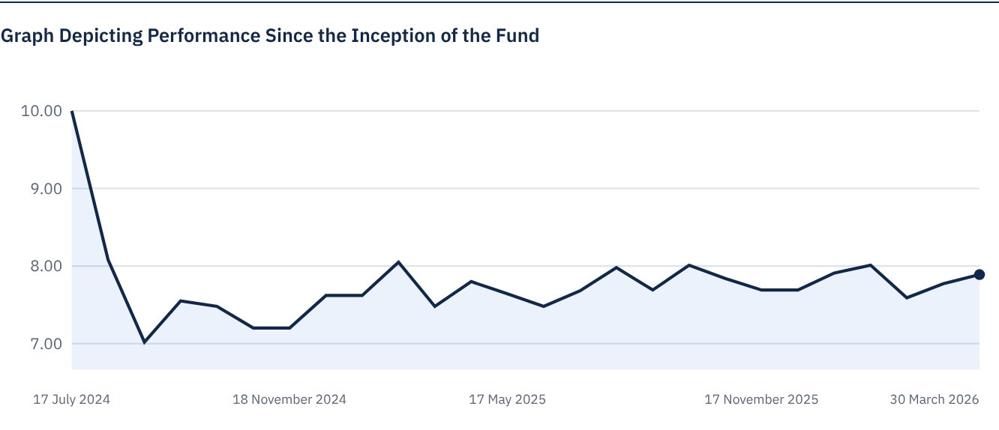 Graph Depicting Performance Since the Inception of the Fund
10.00
9.00
8.00
7.00
17 July 2024 18 November 2024 17 May 2025 17 November 2025 30 March 2026